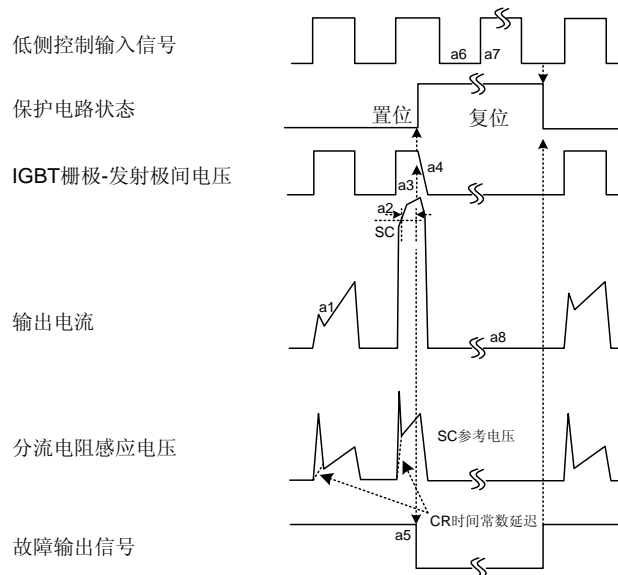 低侧控制输入信号
a6 a7
保护电路状态
置位 复位
IGBT栅极-发射极间电压
a4
a3
a2
SC
输出电流
a1
a8
分流电阻感应电压
SC参考电压
CR时间常数延迟
故障输出信号
a5